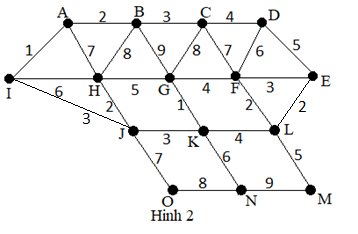 A 2 B 3 C 4 D
1 7 8 9 8 7 6 5
I 6 H 5 G 4 F 3 E
3 2 1 2 2
J 3 K 4 L
7 6 5
O 8 N 9 M
Hình 2